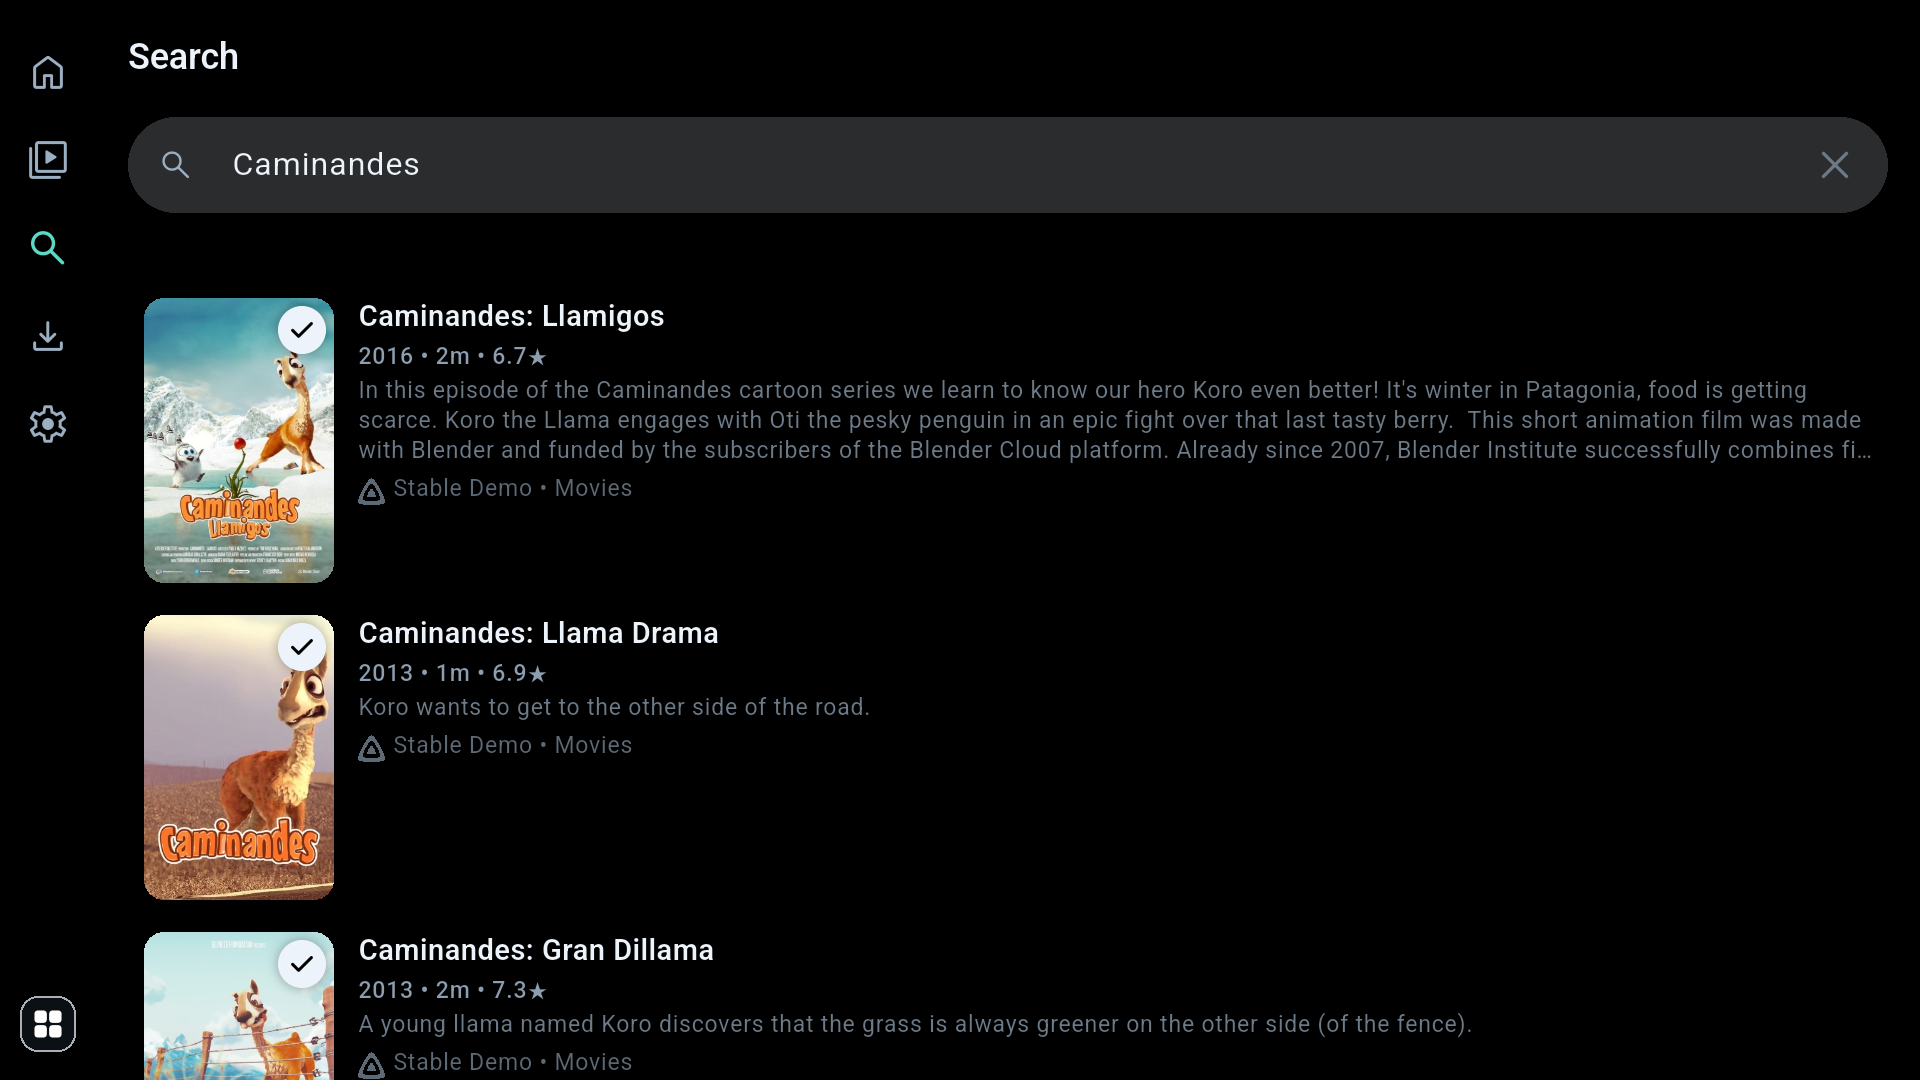 Search
Caminandes
Caminandes: Llamigos
2016 • 2m • 6.7★
In this episode of the Caminandes cartoon series we learn to know our hero Koro even better! It's winter in Patagonia, food is getting
scarce. Koro the Llama engages with Oti the pesky penguin in an epic fight over that last tasty berry.  This short animation film was made
with Blender and funded by the subscribers of the Blender Cloud platform. Already since 2007, Blender Institute successfully combines fi…
Stable Demo • Movies
Caminandes
Llamigos
Caminandes: Llama Drama
2013 • 1m • 6.9★
Koro wants to get to the other side of the road.
Stable Demo • Movies
Caminandes
Caminandes: Gran Dillama
2013 • 2m • 7.3★
A young llama named Koro discovers that the grass is always greener on the other side (of the fence).
Stable Demo • Movies